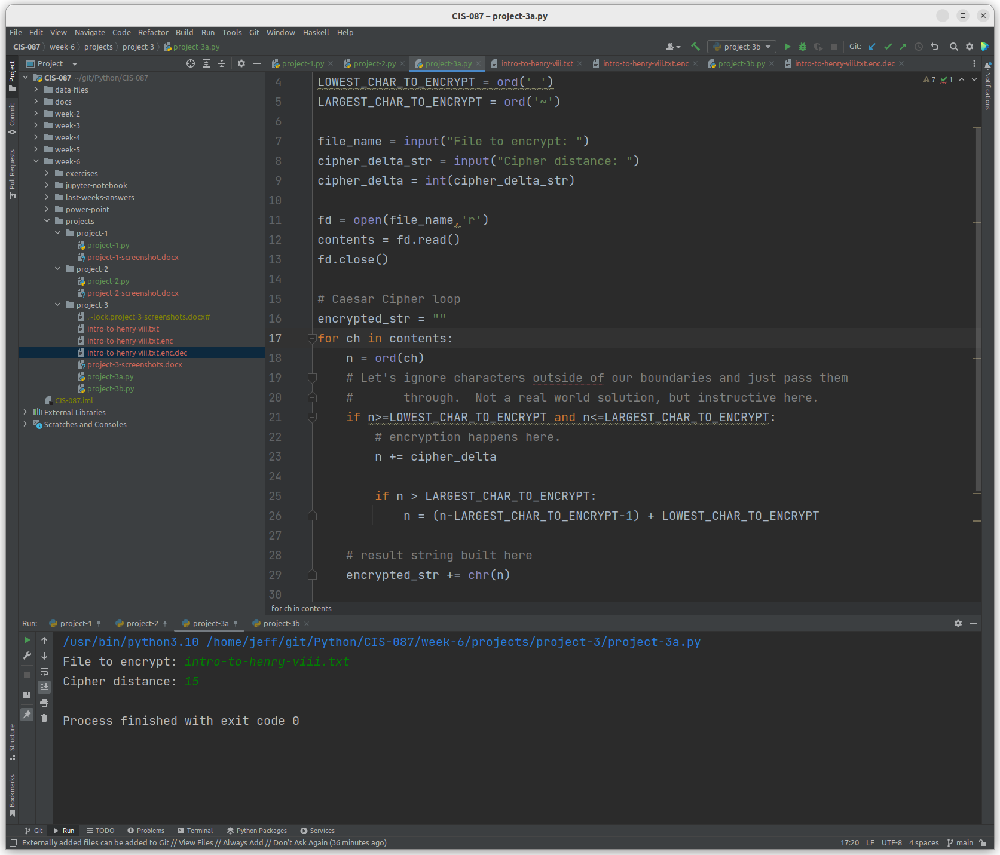 CIS-087 – project-3a.py
File Edit View Navigate Code Refactor Build Run Tools Git Window Haskell Help
CIS-087 week-6 projects project-3 project-3a.py project-3b Git:
Project
project-1.py project-2.py project-3a.py intro-to-henry-viii.txt intro-to-henry-viii.txt.enc project-3b.py intro-to-henry-viii.txt.enc.dec
Project
Commit
Pull Requests
Structure
Bookmarks
Notifications
CIS-087 ~/git/Python/CIS-087
data-files
docs
week-2
week-3
week-4
week-5
week-6
exercises
jupyter-notebook
last-weeks-answers
power-point
projects
project-1
project-1.py
project-1-screenshot.docx
project-2
project-2.py
project-2-screenshot.docx
project-3
.~lock.project-3-screenshots.docx#
intro-to-henry-viii.txt
intro-to-henry-viii.txt.enc
intro-to-henry-viii.txt.enc.dec
project-3-screenshots.docx
project-3a.py
project-3b.py
CIS-087.iml
External Libraries
Scratches and Consoles
7 1
4 LOWEST_CHAR_TO_ENCRYPT = ord(' ')
5 LARGEST_CHAR_TO_ENCRYPT = ord('~')
6
7 file_name = input("File to encrypt: ")
8 cipher_delta_str = input("Cipher distance: ")
9 cipher_delta = int(cipher_delta_str)
10
11 fd = open(file_name,'r')
12 contents = fd.read()
13 fd.close()
14
15 # Caesar Cipher loop
16 encrypted_str = ""
17 for ch in contents:
18     n = ord(ch)
19     # Let's ignore characters outside of our boundaries and just pass them
20     #       through.  Not a real world solution, but instructive here.
21     if n>=LOWEST_CHAR_TO_ENCRYPT and n<=LARGEST_CHAR_TO_ENCRYPT:
22         # encryption happens here.
23         n += cipher_delta
24
25         if n > LARGEST_CHAR_TO_ENCRYPT:
26             n = (n-LARGEST_CHAR_TO_ENCRYPT-1) + LOWEST_CHAR_TO_ENCRYPT
27
28     # result string built here
29     encrypted_str += chr(n)
30
for ch in contents
Run: project-1 project-2 project-3a project-3b
/usr/bin/python3.10 /home/jeff/git/Python/CIS-087/week-6/projects/project-3/project-3a.py
File to encrypt: intro-to-henry-viii.txt
Cipher distance: 15
Process finished with exit code 0
Git Run TODO Problems Terminal Python Packages Services
Externally added files can be added to Git // View Files // Always Add // Don't Ask Again (36 minutes ago) 17:20 LF UTF-8 4 spaces main